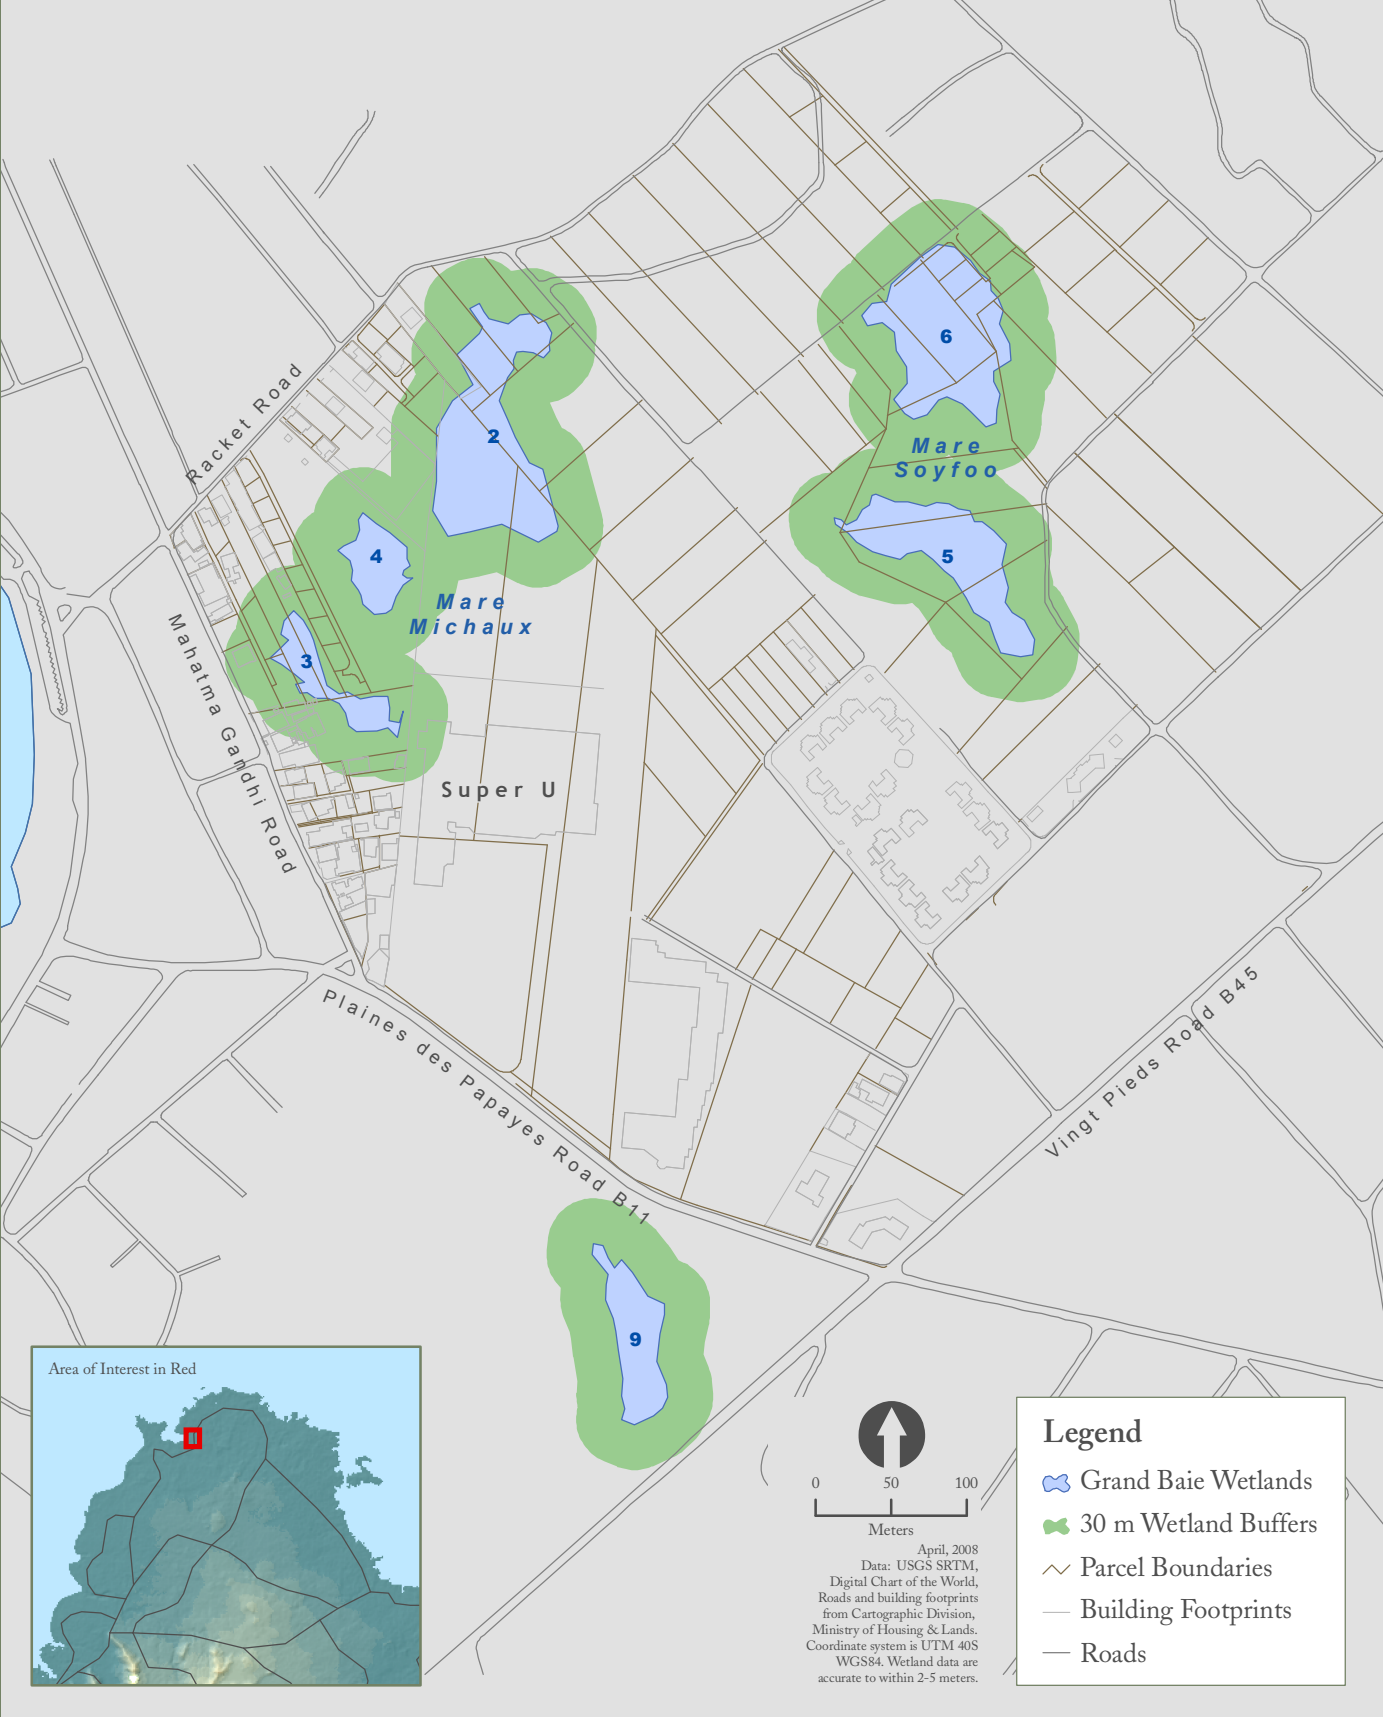 6
Mare
Soyfoo
5
2
4
Mare
Michaux
3
Racket Road
Mahatma Gandhi Road
Super U
Plaines des Papayes Road B11
Vingt Pieds Road B45
9
Area of Interest in Red
0 50 100
Meters
April, 2008
Data: USGS SRTM,
Digital Chart of the World,
Roads and building footprints
from Cartographic Division,
Ministry of Housing & Lands.
Coordinate system is UTM 40S
WGS84. Wetland data are
accurate to within 2-5 meters.
Legend
Grand Baie Wetlands
30 m Wetland Buffers
Parcel Boundaries
Building Footprints
Roads